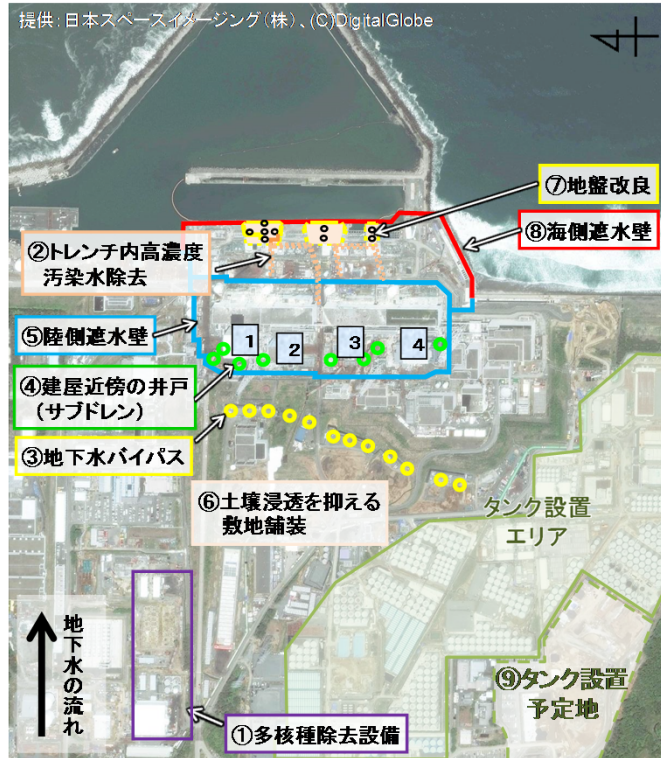 提供:日本スペースイメージング(株)、(C)DigitalGlobe
⑦地盤改良
⑧海側遮水壁
②トレンチ内高濃度
汚染水除去
⑤陸側遮水壁
1
2
3
4
④建屋近傍の井戸
(サブドレン)
③地下水バイパス
⑥土壌浸透を抑える
敷地舗装
タンク設置
エリア
地下水の流れ
⑨タンク設置
予定地
①多核種除去設備